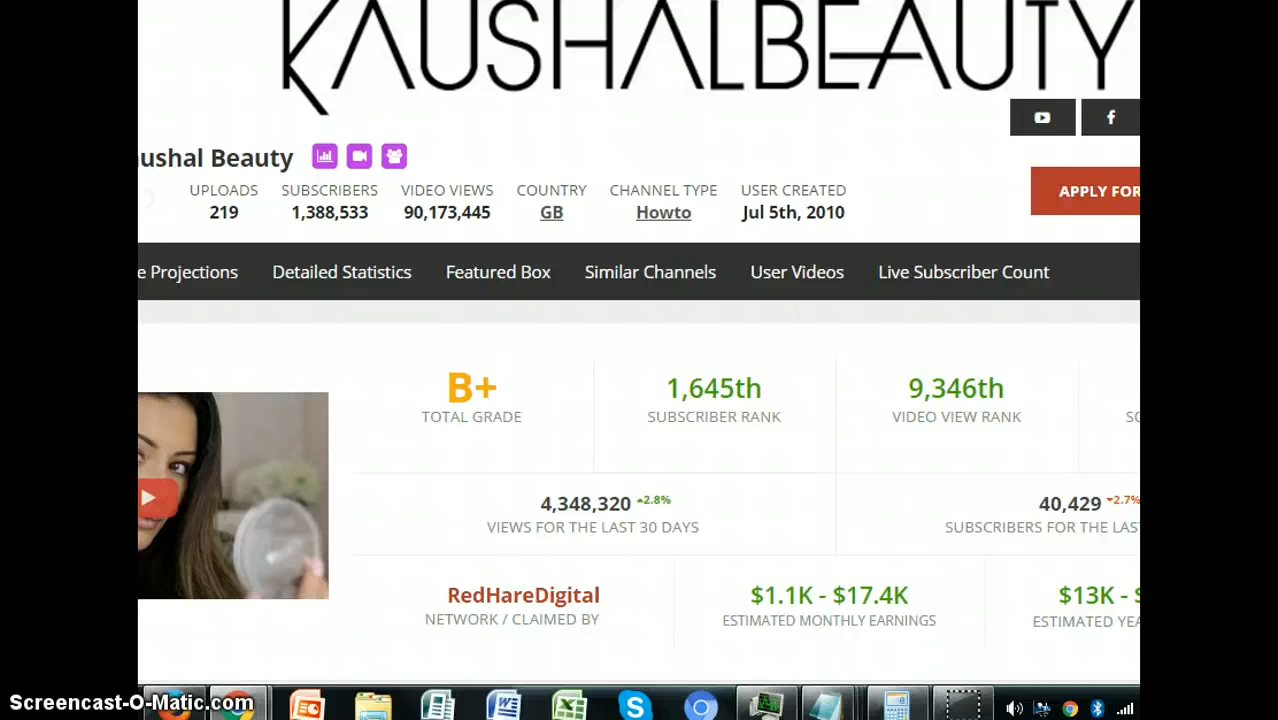 KAUSHALBEAUTY
aushal Beauty
UPLOADS SUBSCRIBERS VIDEO VIEWS COUNTRY CHANNEL TYPE USER CREATED
219 1,388,533 90,173,445 GB Howto Jul 5th, 2010
APPLY FOR
e Projections Detailed Statistics Featured Box Similar Channels User Videos Live Subscriber Count
B+ 1,645th 9,346th
TOTAL GRADE SUBSCRIBER RANK VIDEO VIEW RANK
4,348,320 2.8% 40,429 2.7%
VIEWS FOR THE LAST 30 DAYS SUBSCRIBERS FOR THE LAST
RedHareDigital $1.1K - $17.4K $13K -
NETWORK / CLAIMED BY ESTIMATED MONTHLY EARNINGS ESTIMATED YEA
Screencast-O-Matic.com